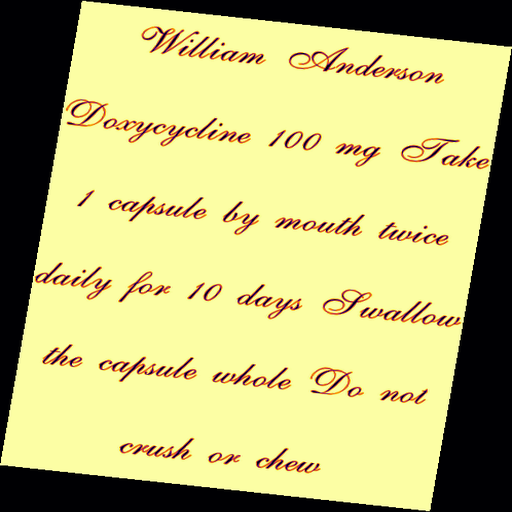 William Anderson
Doxycycline 100 mg Take
1 capsule by mouth twice
daily for 10 days Swallow
the capsule whole Do not
crush or chew